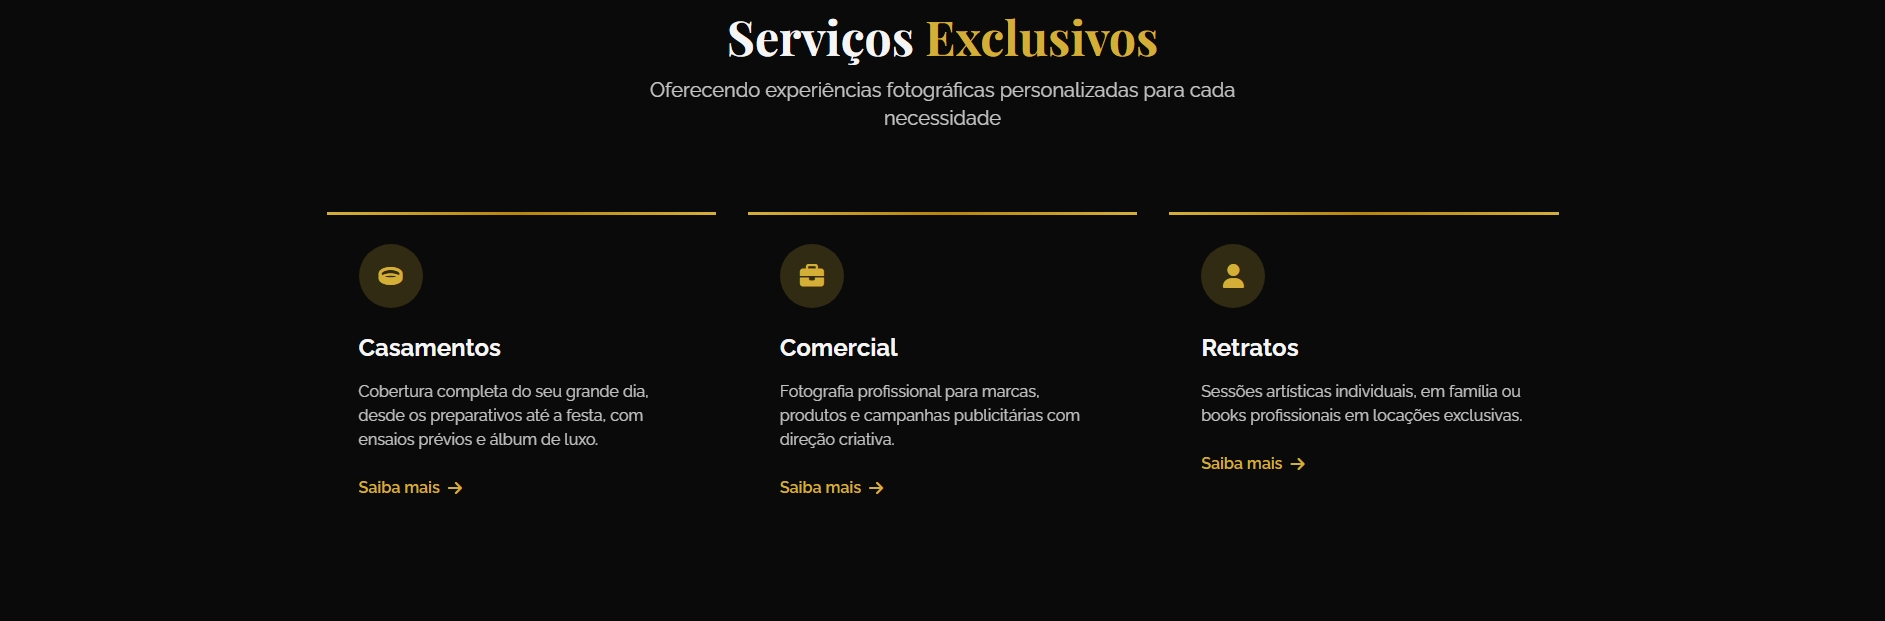 Serviços Exclusivos
Oferecendo experiências fotográficas personalizadas para cada
necessidade
Casamentos
Cobertura completa do seu grande dia,
desde os preparativos até a festa, com
ensaios prévios e álbum de luxo.
Saiba mais →
Comercial
Fotografia profissional para marcas,
produtos e campanhas publicitárias com
direção criativa.
Saiba mais →
Retratos
Sessões artísticas individuais, em família ou
books profissionais em locações exclusivas.
Saiba mais →